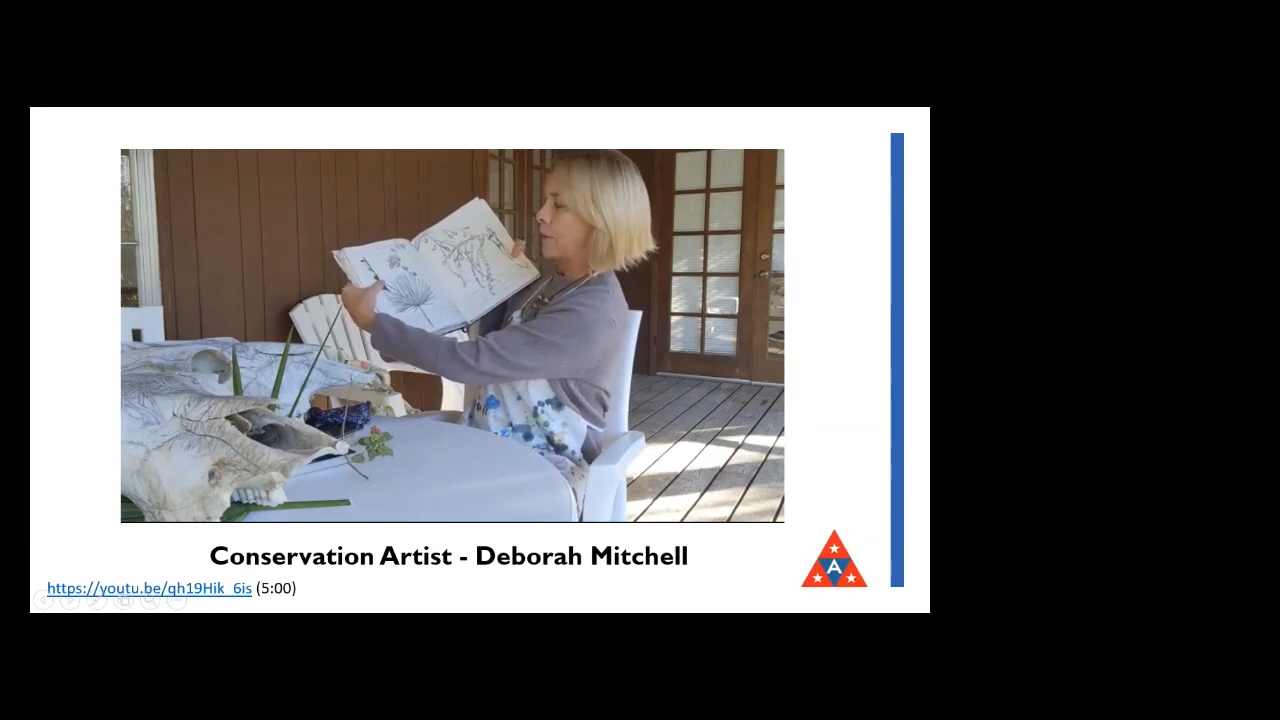 Conservation Artist - Deborah Mitchell
https://youtu.be/qh19Hik_6is (5:00)
A